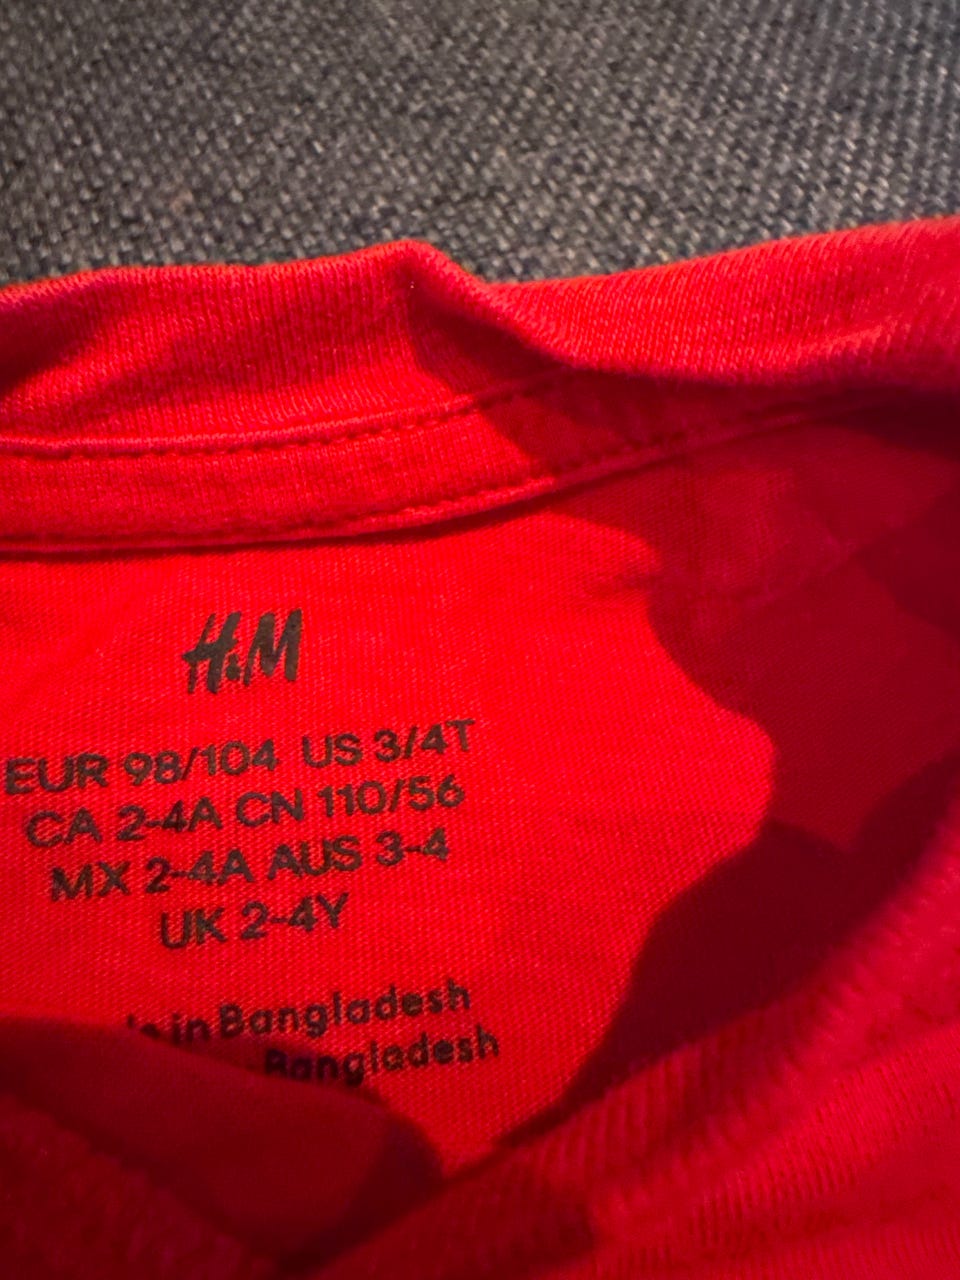 H&M
EUR 98/104 US 3/4T
CA 2-4A CN 110/56
MX 2-4A AUS 3-4
UK 2-4Y
in Bangladesh
Bangladesh